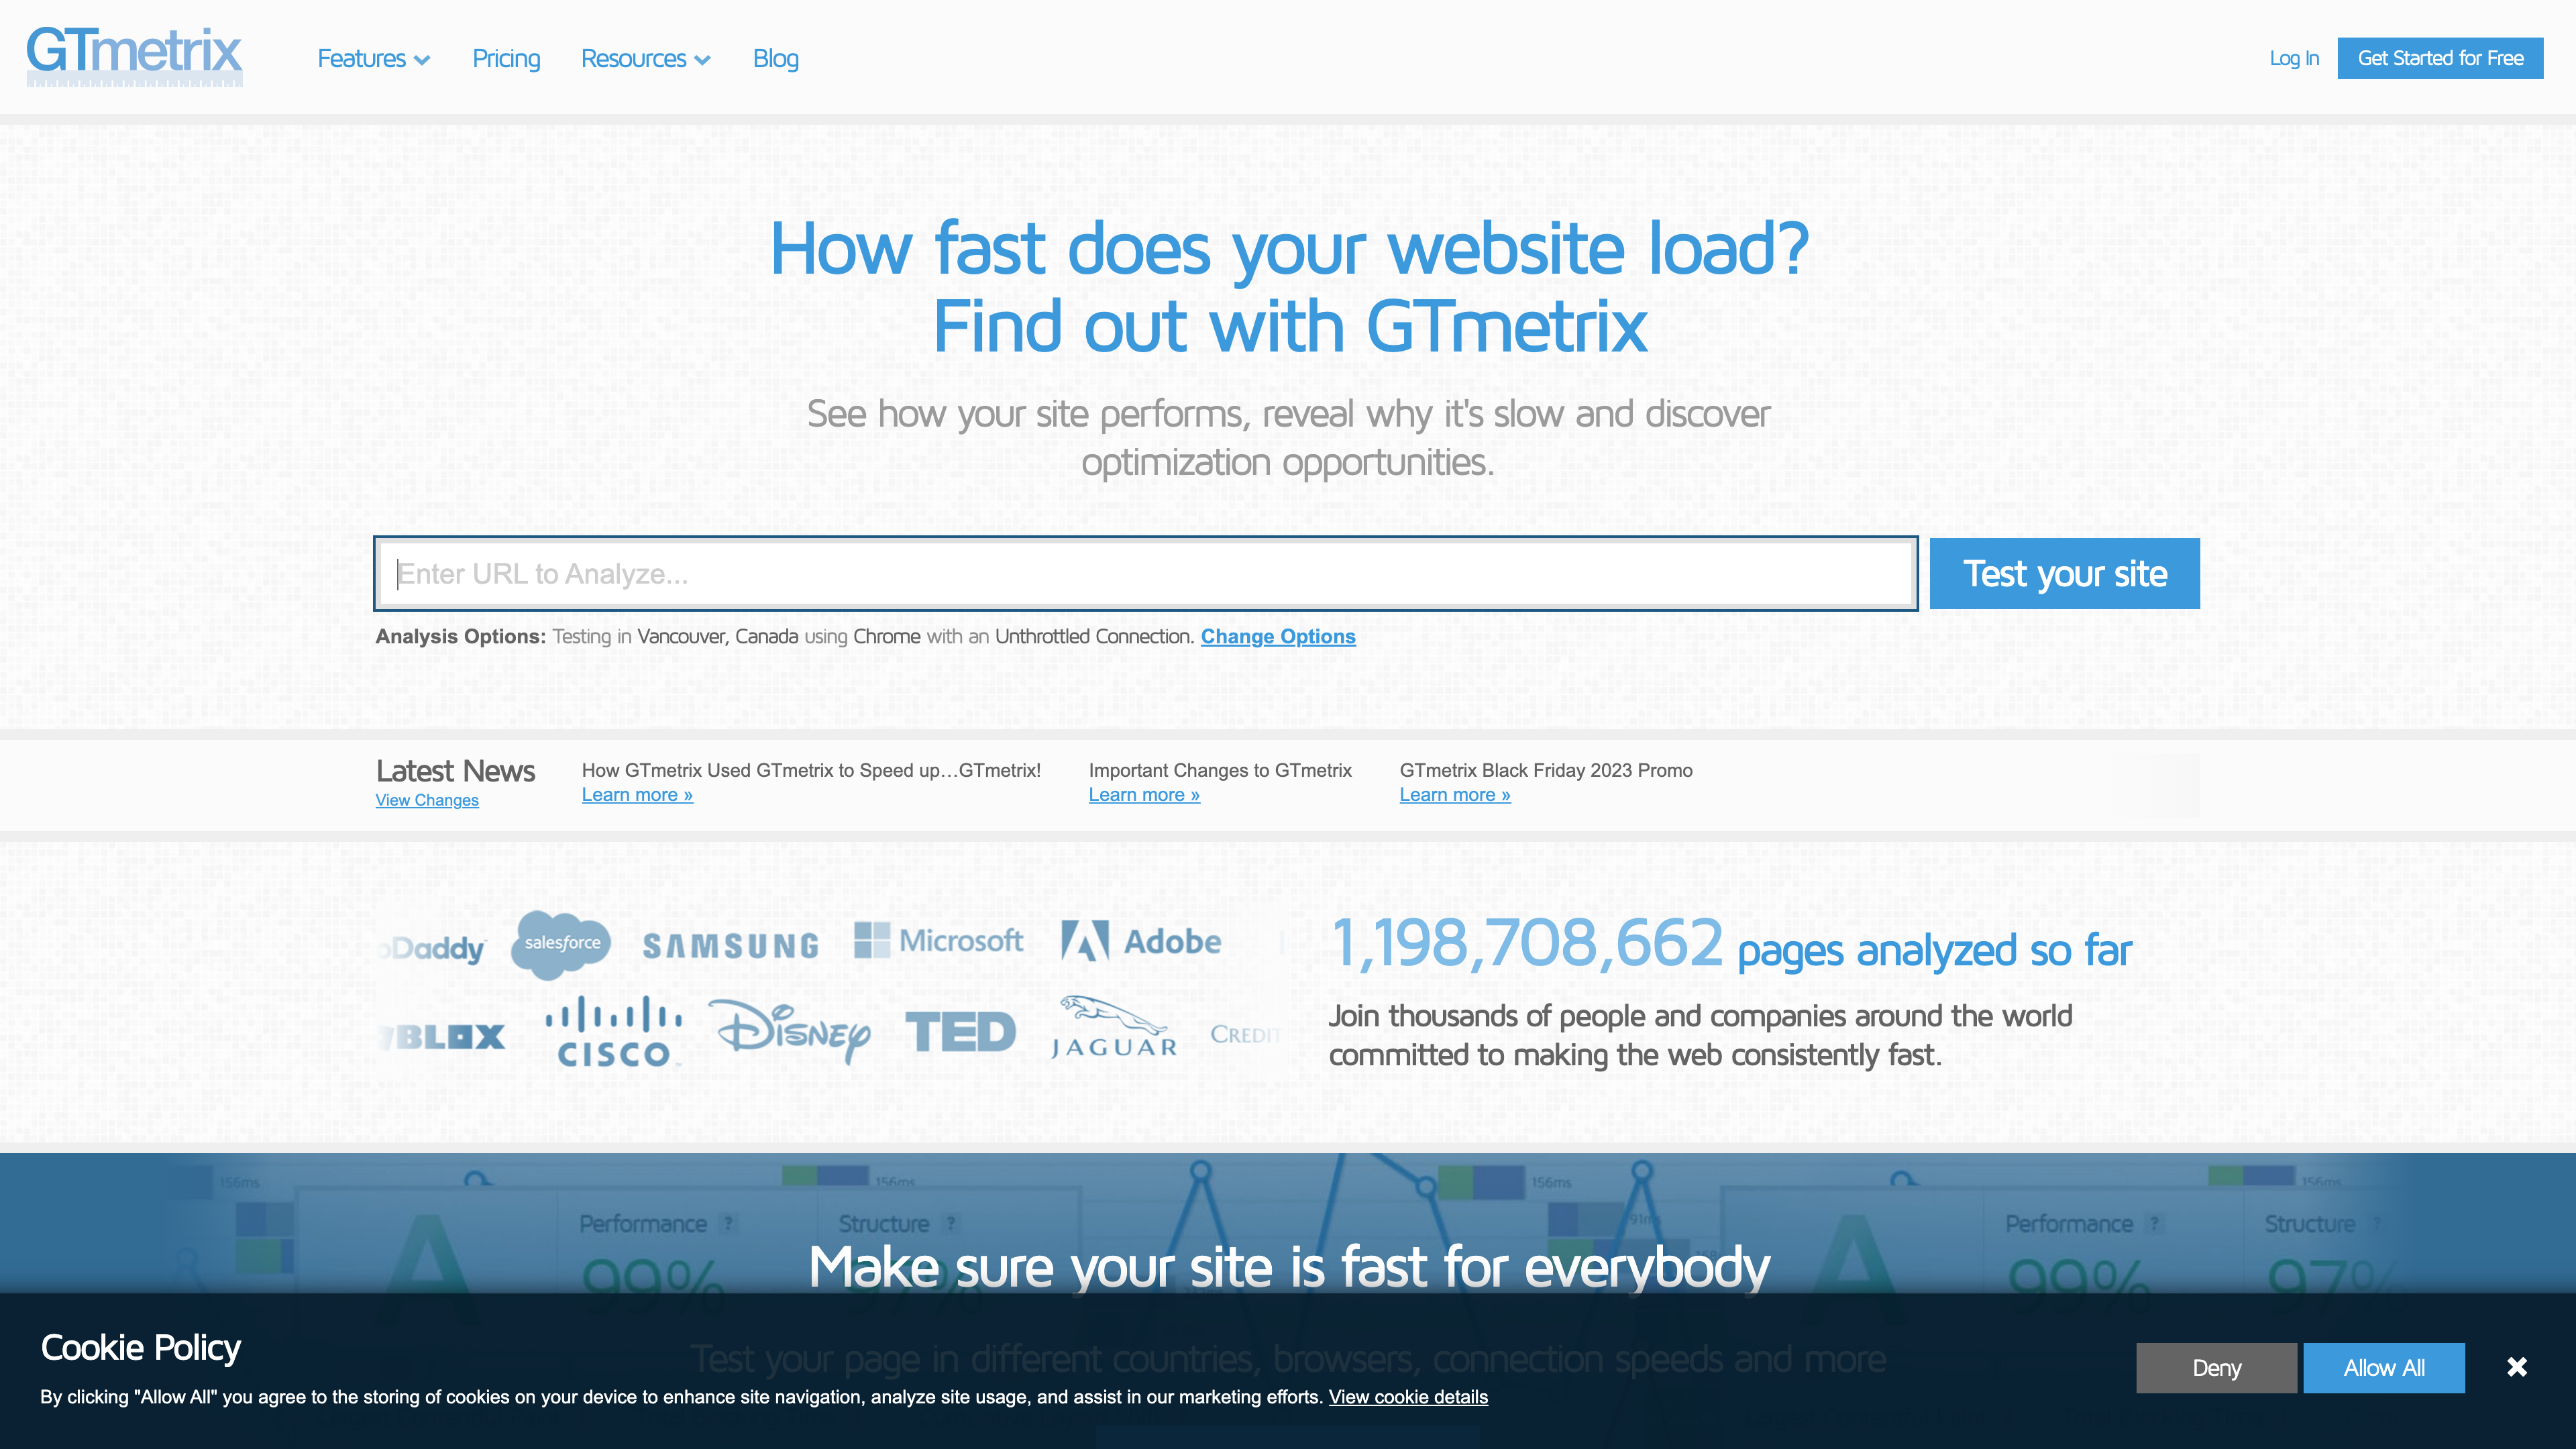 GTmetrix
Features
Pricing
Resources
Blog
Log In
Get Started for Free
How fast does your website load?
Find out with GTmetrix
See how your site performs, reveal why it's slow and discover
optimization opportunities.
Enter URL to Analyze...
Test your site
Analysis Options: Testing in Vancouver, Canada using Chrome with an Unthrottled Connection. Change Options
Latest News
View Changes
How GTmetrix Used GTmetrix to Speed up…GTmetrix!
Learn more »
Important Changes to GTmetrix
Learn more »
GTmetrix Black Friday 2023 Promo
Learn more »
Daddy
salesforce
SAMSUNG
Microsoft
Adobe
BLOX
CISCO
DISNEY
TED
JAGUAR
CREDIT
1,198,708,662 pages analyzed so far
Join thousands of people and companies around the world
committed to making the web consistently fast.
156ms
156ms
156ms
156ms
91ms
A
Performance ?
99%
Structure ?
97%
A
Performance ?
99%
Structure ?
97%
Make sure your site is fast for everybody
Test your page in different countries, browsers, connection speeds and more
Cookie Policy
By clicking "Allow All" you agree to the storing of cookies on your device to enhance site navigation, analyze site usage, and assist in our marketing efforts. View cookie details
Deny
Allow All